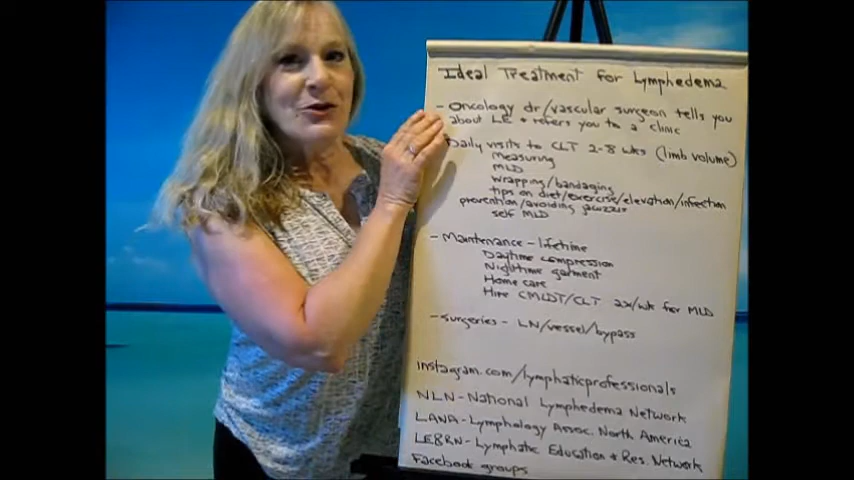 Ideal Treatment for Lymphedema
- Oncology dr/vascular surgeon tells you
about LE & refers you to a clinic
Daily visits to CLT 2-8 wks (limb volume)
measuring
MLD
wrapping/bandaging
tips on diet/exercise/elevation/infection
prevention/avoiding
self MLD
- Maintenance - lifetime
Daytime compression
Nighttime garment
Home care
Hire CMLDT/CLT 2x/wk for MLD
- Surgeries - LN/vessel/bypass
Instagram.com/lymphaticprofessionals
NLN - National Lymphedema Network
LANA - Lymphology Assoc. North America
LE&RN - Lymphatic Education & Res. Network
Facebook groups